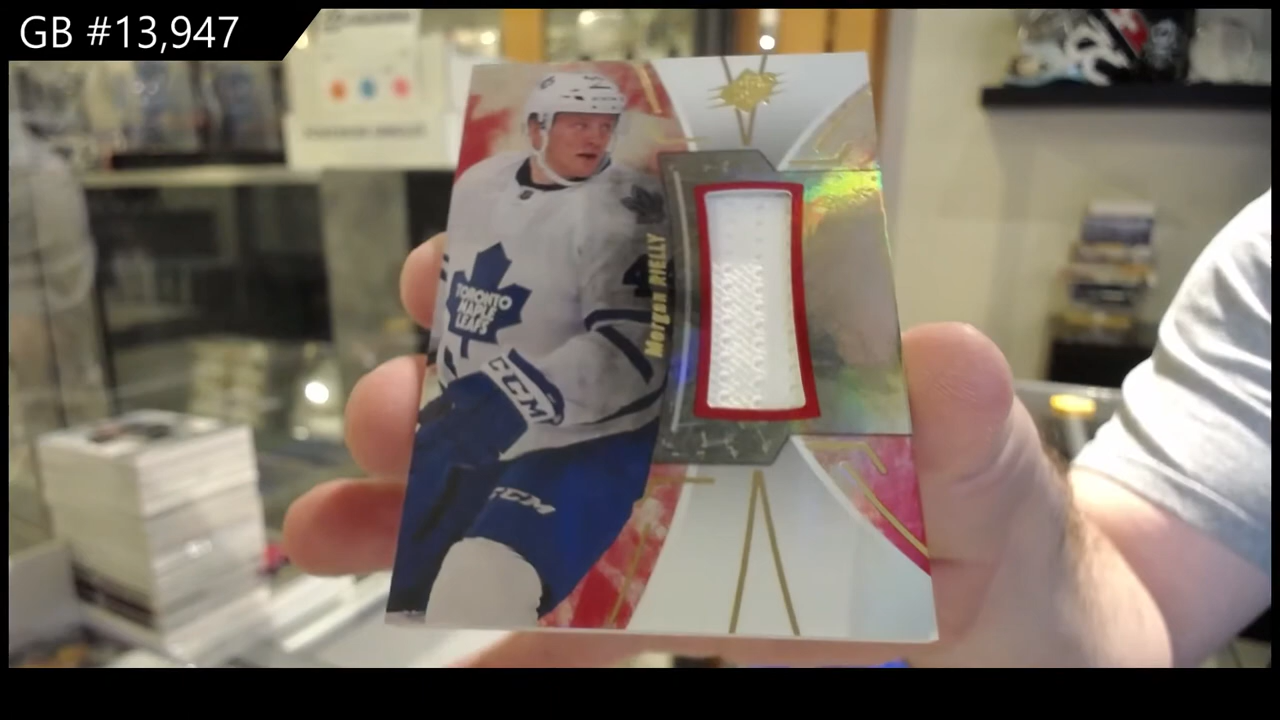 GB #13,947
TORONTO
MAPLE
LEAFS
Morgan RIELLY
CCM
CCM